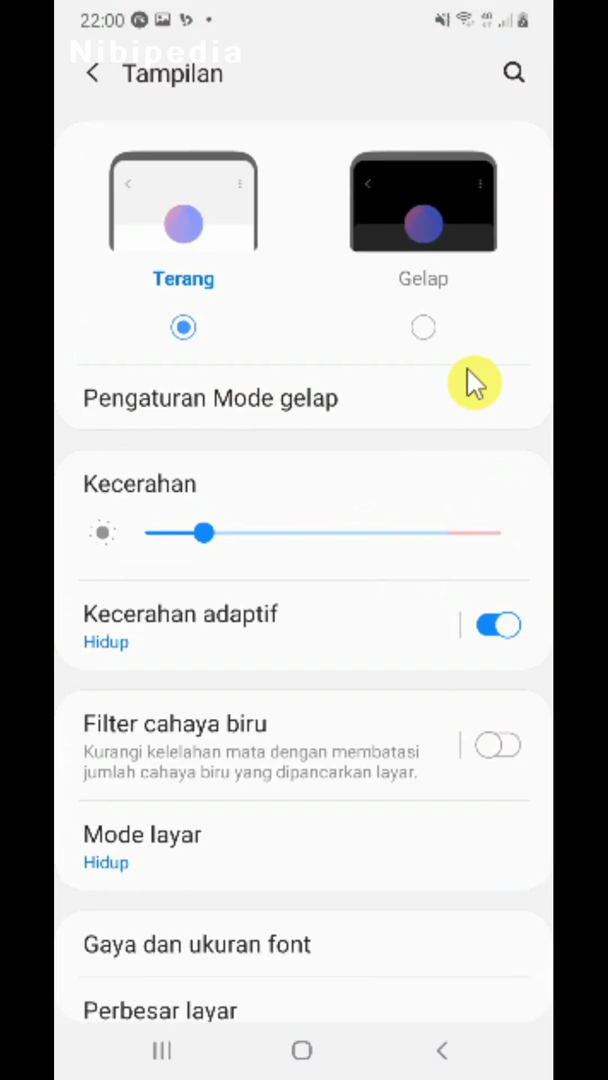 22:00
Nibipedia
Tampilan
Terang
Gelap
Pengaturan Mode gelap
Kecerahan
Kecerahan adaptif
Hidup
Filter cahaya biru
Kurangi kelelahan mata dengan membatasi
jumlah cahaya biru yang dipancarkan layar.
Mode layar
Hidup
Gaya dan ukuran font
Perbesar layar